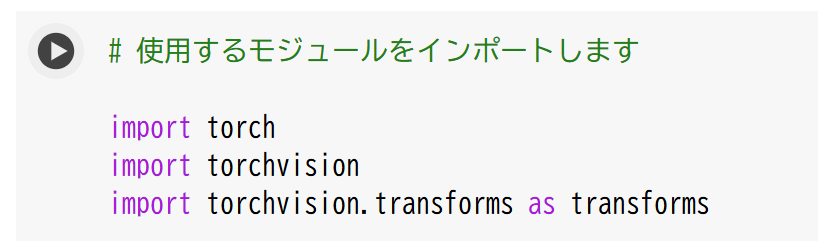 # 使用するモジュールをインポートします
import torch
import torchvision
import torchvision.transforms as transforms